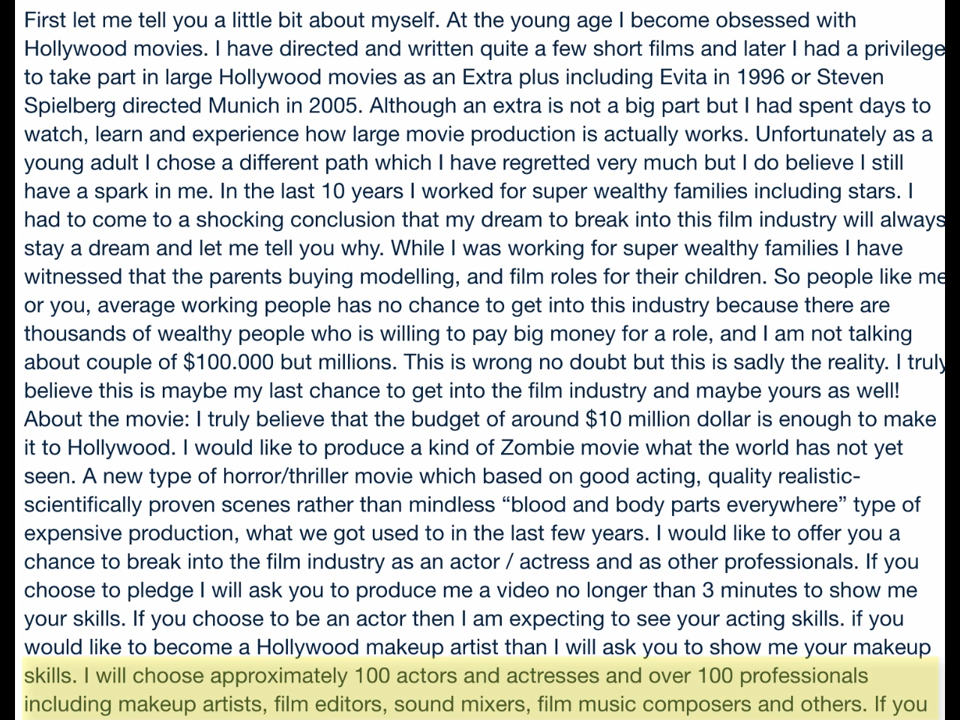 First let me tell you a little bit about myself. At the young age I become obsessed with
Hollywood movies. I have directed and written quite a few short films and later I had a privilege
to take part in large Hollywood movies as an Extra plus including Evita in 1996 or Steven
Spielberg directed Munich in 2005. Although an extra is not a big part but I had spent days to
watch, learn and experience how large movie production is actually works. Unfortunately as a
young adult I chose a different path which I have regretted very much but I do believe I still
have a spark in me. In the last 10 years I worked for super wealthy families including stars. I
had to come to a shocking conclusion that my dream to break into this film industry will always
stay a dream and let me tell you why. While I was working for super wealthy families I have
witnessed that the parents buying modelling, and film roles for their children. So people like me
or you, average working people has no chance to get into this industry because there are
thousands of wealthy people who is willing to pay big money for a role, and I am not talking
about couple of $100.000 but millions. This is wrong no doubt but this is sadly the reality. I truly
believe this is maybe my last chance to get into the film industry and maybe yours as well!
About the movie: I truly believe that the budget of around $10 million dollar is enough to make
it to Hollywood. I would like to produce a kind of Zombie movie what the world has not yet
seen. A new type of horror/thriller movie which based on good acting, quality realistic-
scientifically proven scenes rather than mindless “blood and body parts everywhere” type of
expensive production, what we got used to in the last few years. I would like to offer you a
chance to break into the film industry as an actor / actress and as other professionals. If you
choose to pledge I will ask you to produce me a video no longer than 3 minutes to show me
your skills. If you choose to be an actor then I am expecting to see your acting skills. if you
would like to become a Hollywood makeup artist than I will ask you to show me your makeup
skills. I will choose approximately 100 actors and actresses and over 100 professionals
including makeup artists, film editors, sound mixers, film music composers and others. If you